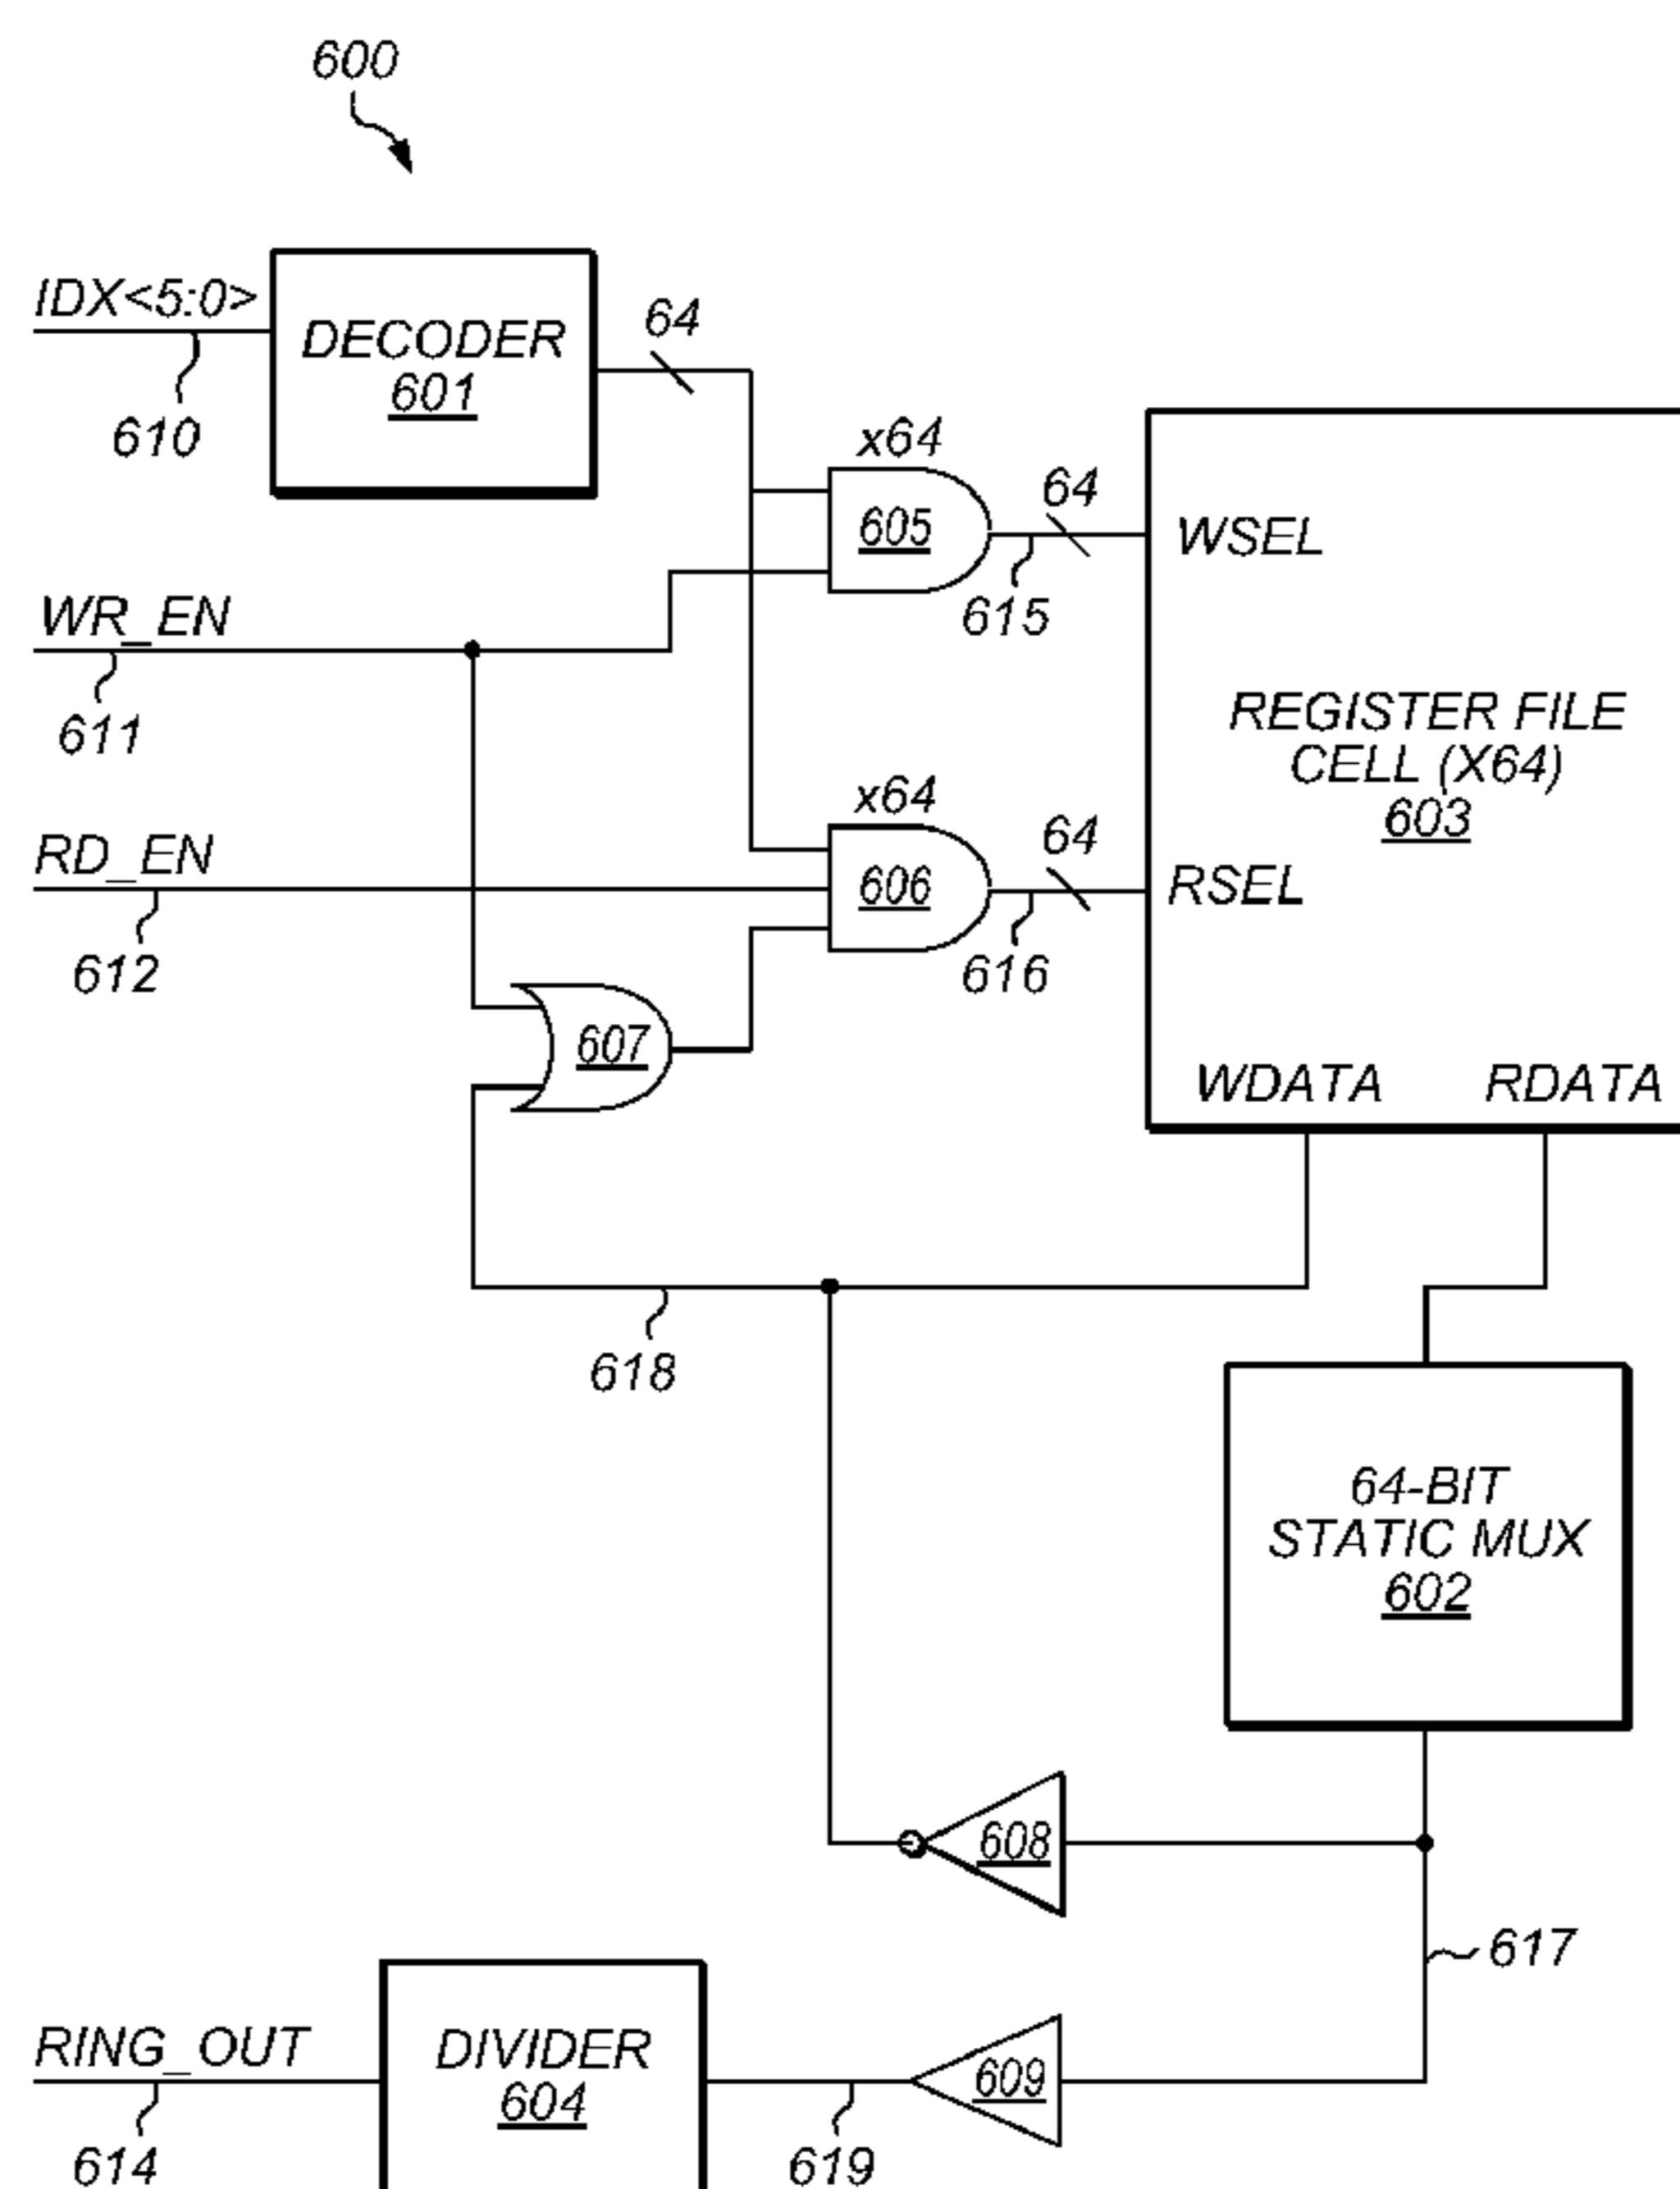 600
IDX<5:0>
610
DECODER
601
64
x64
605
64
615
WSEL
WR_EN
611
REGISTER FILE
CELL (X64)
603
RD_EN
612
x64
606
64
616
RSEL
607
WDATA
RDATA
618
64-BIT
STATIC MUX
602
608
617
RING_OUT
614
DIVIDER
604
619
609